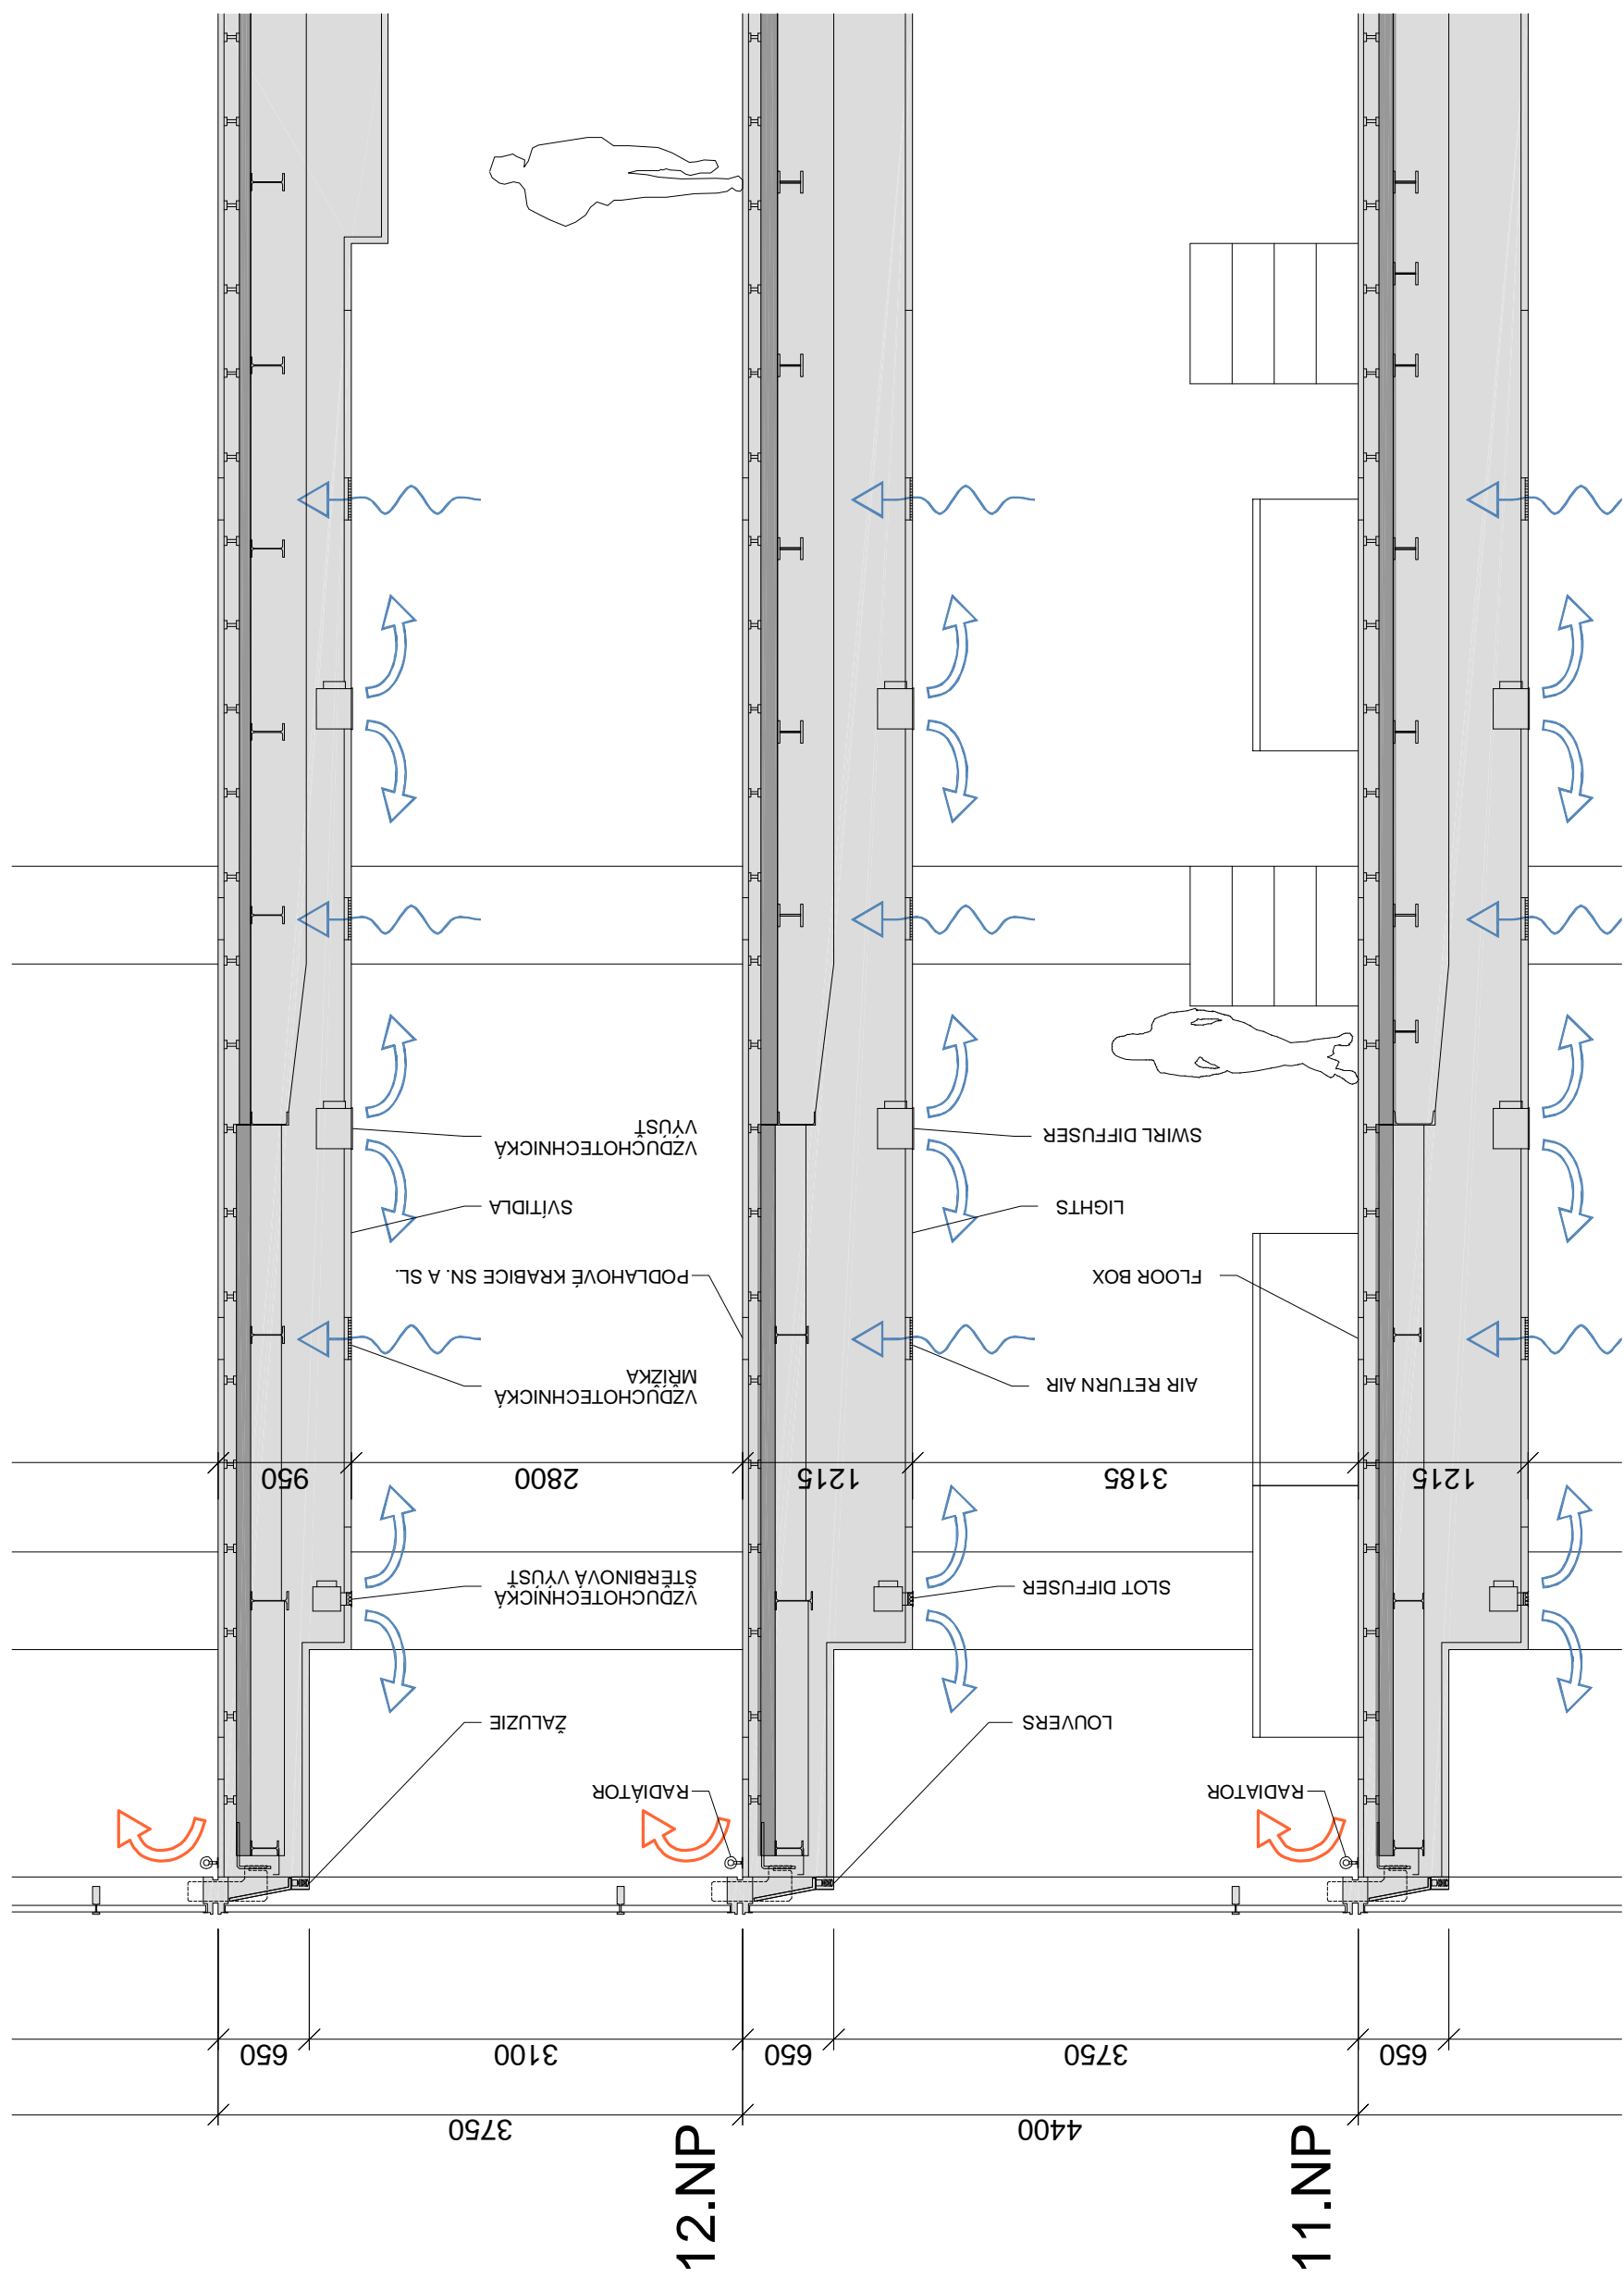 VZDUCHOTECHNICKÁ
VÝUSŤ
SVÍTIDLA
PODLAHOVÉ KRABICE SN. A SL.
VZDUCHOTECHNICKÁ
MŘÍŽKA
950
2800
1215
3185
1215
VZDUCHOTECHNICKÁ
ŠTĚRBINOVÁ VÝUSŤ
ŽALUZIE
RADIÁTOR
SWIRL DIFFUSER
LIGHTS
FLOOR BOX
AIR RETURN AIR
SLOT DIFFUSER
LOUVERS
RADIATOR
650
3100
650
3750
650
3750
4400
12.NP
11.NP